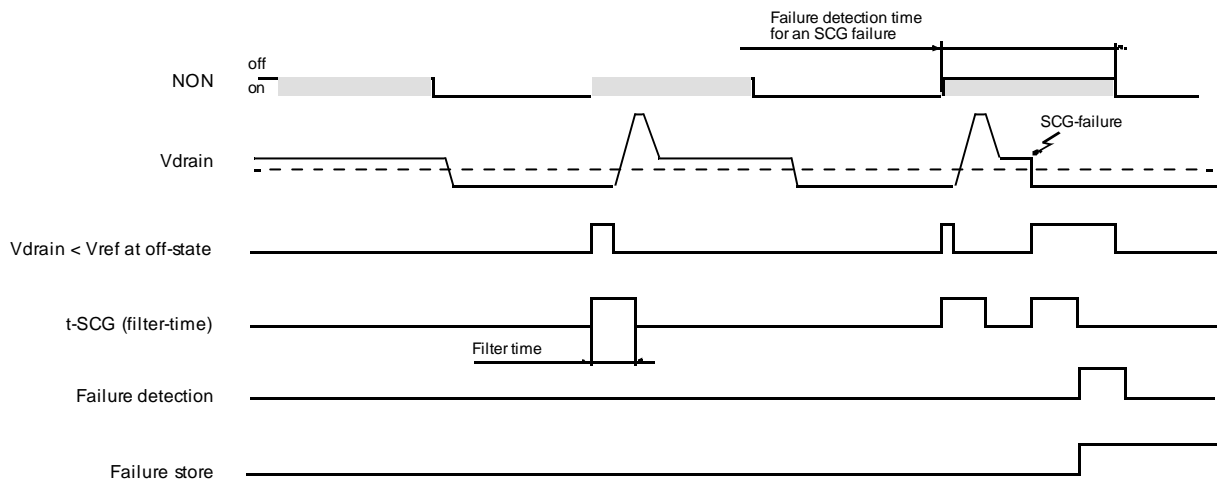 Failure detection time
for an SCG failure
off
NON
on
SCG-failure
Vdrain
Vdrain < Vref at off-state
t-SCG (filter-time)
Filter time
Failure detection
Failure store